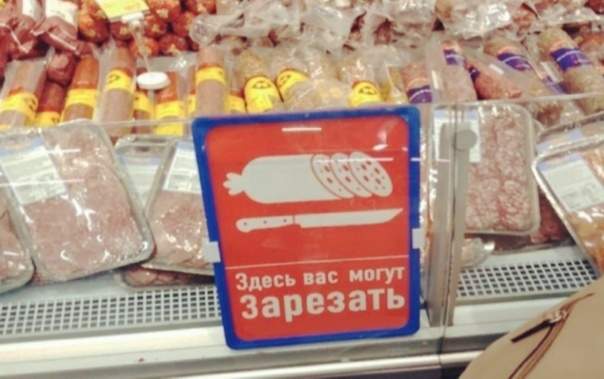 Здесь вас могут
зарезать